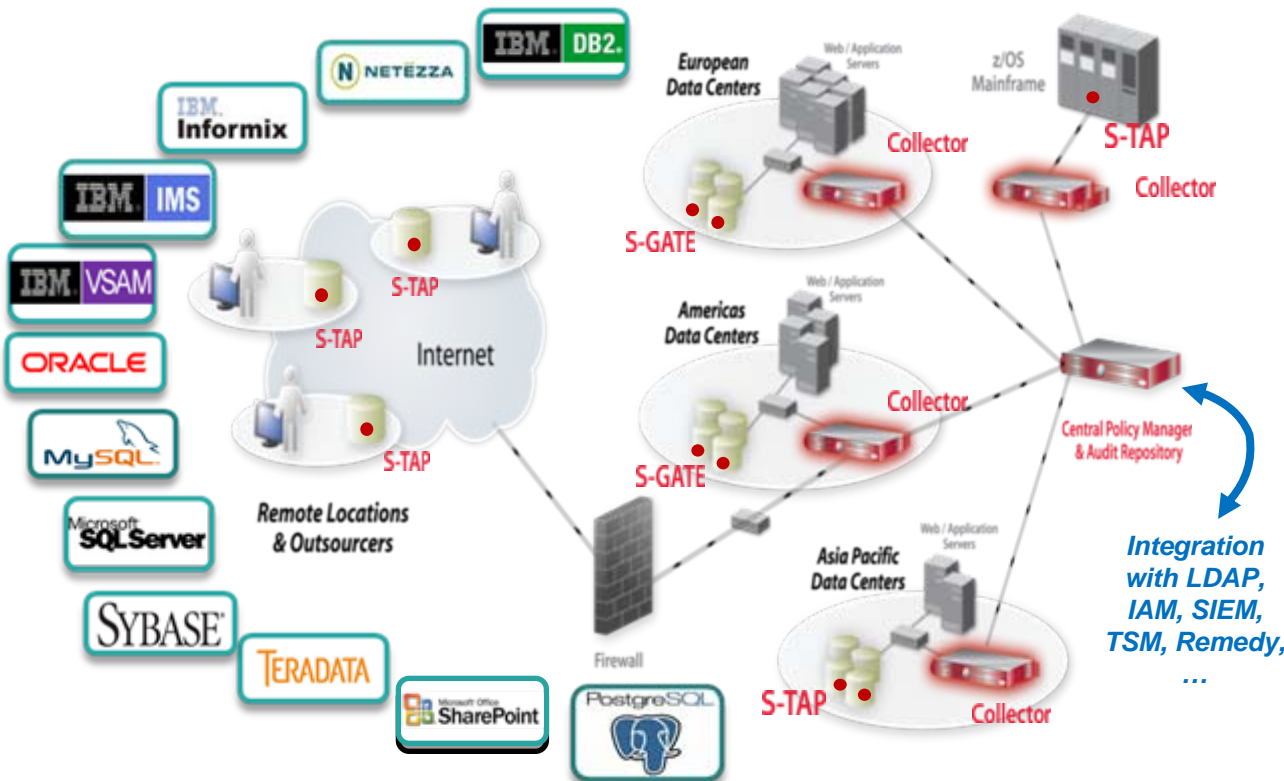 IBM DB2.
NETEZZA
IBM
Informix
IBM IMS
IBM VSAM
ORACLE
MySQL
Microsoft
SQL Server
SYBASE
TERADATA
Microsoft Office
SharePoint
PostgreSQL
S-TAP
S-TAP
S-TAP
Internet
Remote Locations
& Outsourcers
Firewall
European
Data Centers
Web / Application
Servers
Collector
S-GATE
z/OS
Mainframe
S-TAP
Collector
Americas
Data Centers
Web / Application
Servers
Collector
S-GATE
Central Policy Manager
& Audit Repository
Asia Pacific
Data Centers
Web / Application
Servers
S-TAP
Collector
Integration
with LDAP,
IAM, SIEM,
TSM, Remedy,
...